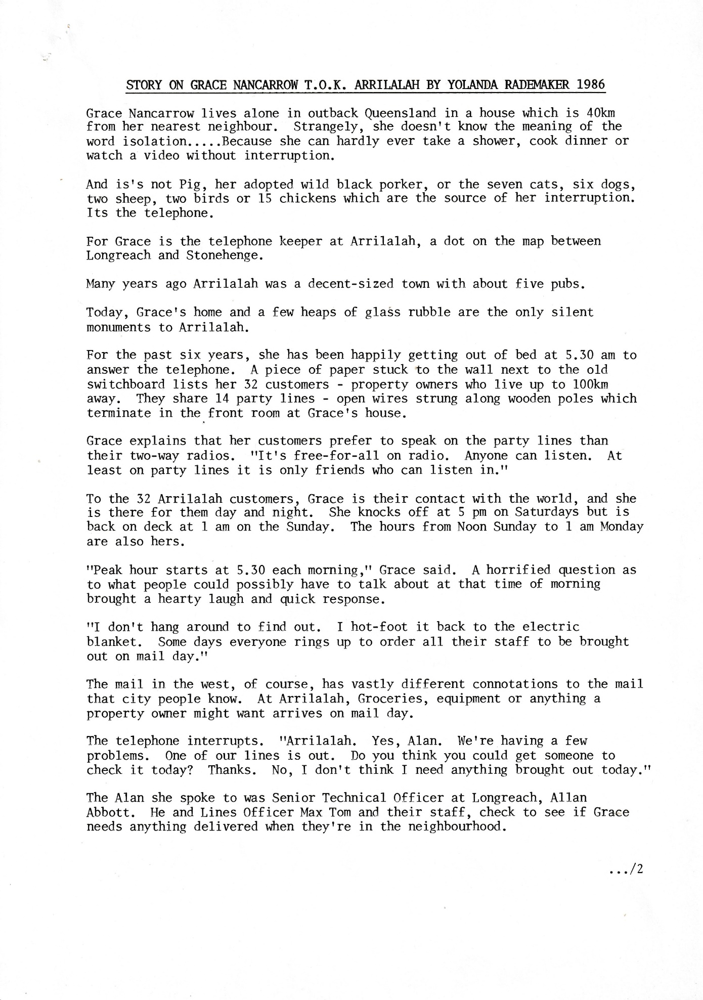 STORY ON GRACE NANCARROW T.O.K. ARRILALAH BY YOLANDA RADEMAKER 1986
Grace Nancarrow lives alone in outback Queensland in a house which is 40km
from her nearest neighbour. Strangely, she doesn't know the meaning of the
word isolation.....Because she can hardly ever take a shower, cook dinner or
watch a video without interruption.
And is's not Pig, her adopted wild black porker, or the seven cats, six dogs,
two sheep, two birds or 15 chickens which are the source of her interruption.
Its the telephone.
For Grace is the telephone keeper at Arrilalah, a dot on the map between
Longreach and Stonehenge.
Many years ago Arrilalah was a decent-sized town with about five pubs.
Today, Grace's home and a few heaps of glass rubble are the only silent
monuments to Arrilalah.
For the past six years, she has been happily getting out of bed at 5.30 am to
answer the telephone. A piece of paper stuck to the wall next to the old
switchboard lists her 32 customers - property owners who live up to 100km
away. They share 14 party lines - open wires strung along wooden poles which
terminate in the front room at Grace's house.
Grace explains that her customers prefer to speak on the party lines than
their two-way radios. "It's free-for-all on radio. Anyone can listen. At
least on party lines it is only friends who can listen in."
To the 32 Arrilalah customers, Grace is their contact with the world, and she
is there for them day and night. She knocks off at 5 pm on Saturdays but is
back on deck at 1 am on the Sunday. The hours from Noon Sunday to 1 am Monday
are also hers.
"Peak hour starts at 5.30 each morning," Grace said. A horrified question as
to what people could possibly have to talk about at that time of morning
brought a hearty laugh and quick response.
"I don't hang around to find out. I hot-foot it back to the electric
blanket. Some days everyone rings up to order all their staff to be brought
out on mail day."
The mail in the west, of course, has vastly different connotations to the mail
that city people know. At Arrilalah, Groceries, equipment or anything a
property owner might want arrives on mail day.
The telephone interrupts. "Arrilalah. Yes, Alan. We're having a few
problems. One of our lines is out. Do you think you could get someone to
check it today? Thanks. No, I don't think I need anything brought out today."
The Alan she spoke to was Senior Technical Officer at Longreach, Allan
Abbott. He and Lines Officer Max Tom and their staff, check to see if Grace
needs anything delivered when they're in the neighbourhood.
.../2